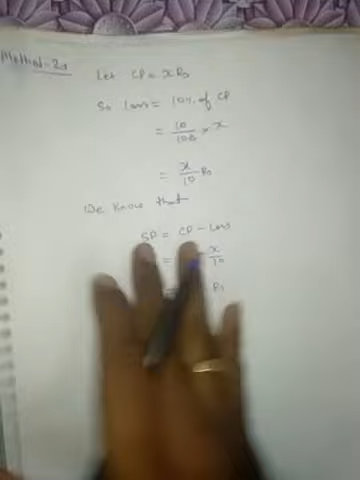 Method-2:
Let CP = x Rs
So Loss = 10% of CP
= 10/100 × x
= x/10 Rs
We know that
SP = CP - Loss
= - x/10
Rs